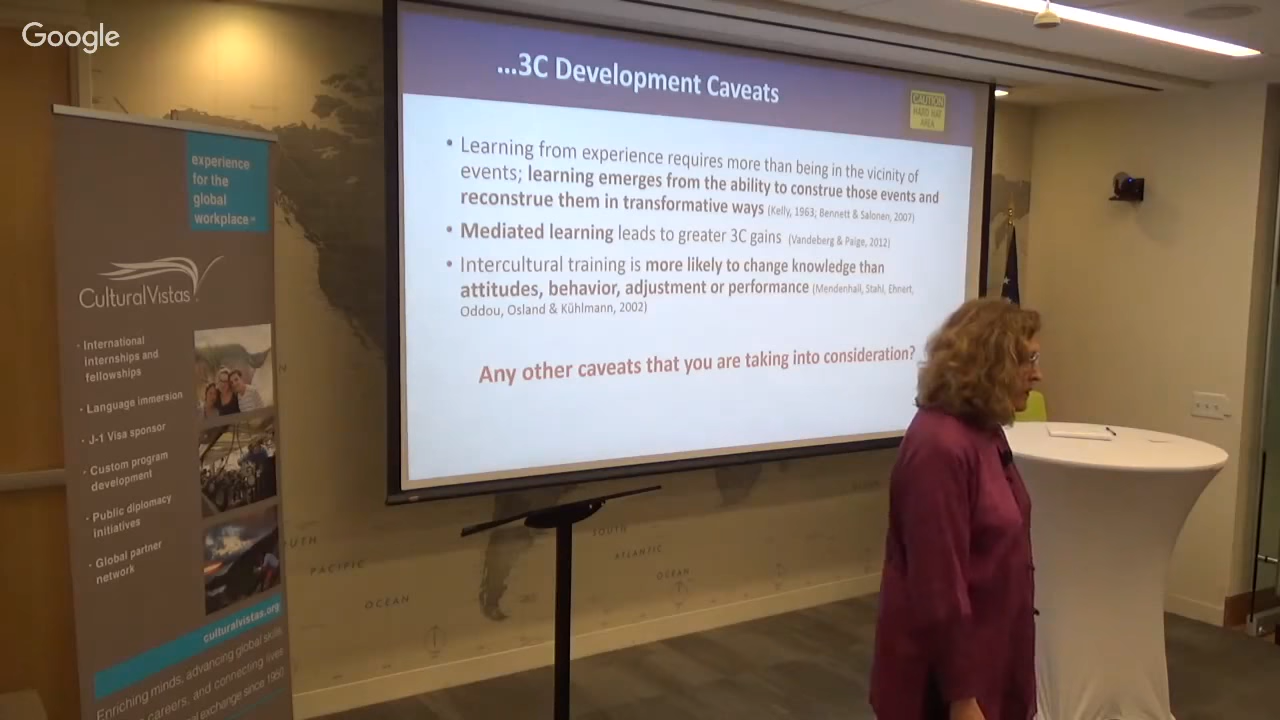 Google
experience
for the
global
workplace
CulturalVistas
· International
internships and
fellowships
· Language immersion
· J-1 Visa sponsor
· Custom program
development
· Public diplomacy
initiatives
· Global partner
network
culturalvistas.org
Enriching minds, advancing global skills,
careers, and connecting lives
exchange since 1950
...3C Development Caveats
CAUTION
HARD HAT
AREA
• Learning from experience requires more than being in the vicinity of
events; learning emerges from the ability to construe those events and
reconstrue them in transformative ways (Kelly, 1963; Bennett & Salonen, 2007)
• Mediated learning leads to greater 3C gains (Vandeberg & Paige, 2012)
• Intercultural training is more likely to change knowledge than
attitudes, behavior, adjustment or performance (Mendenhall, Stahl, Ehnert,
Oddou, Osland & Kühlmann, 2002)
Any other caveats that you are taking into consideration?
PACIFIC
OCEAN
SOUTH
ATLANTIC
OCEAN